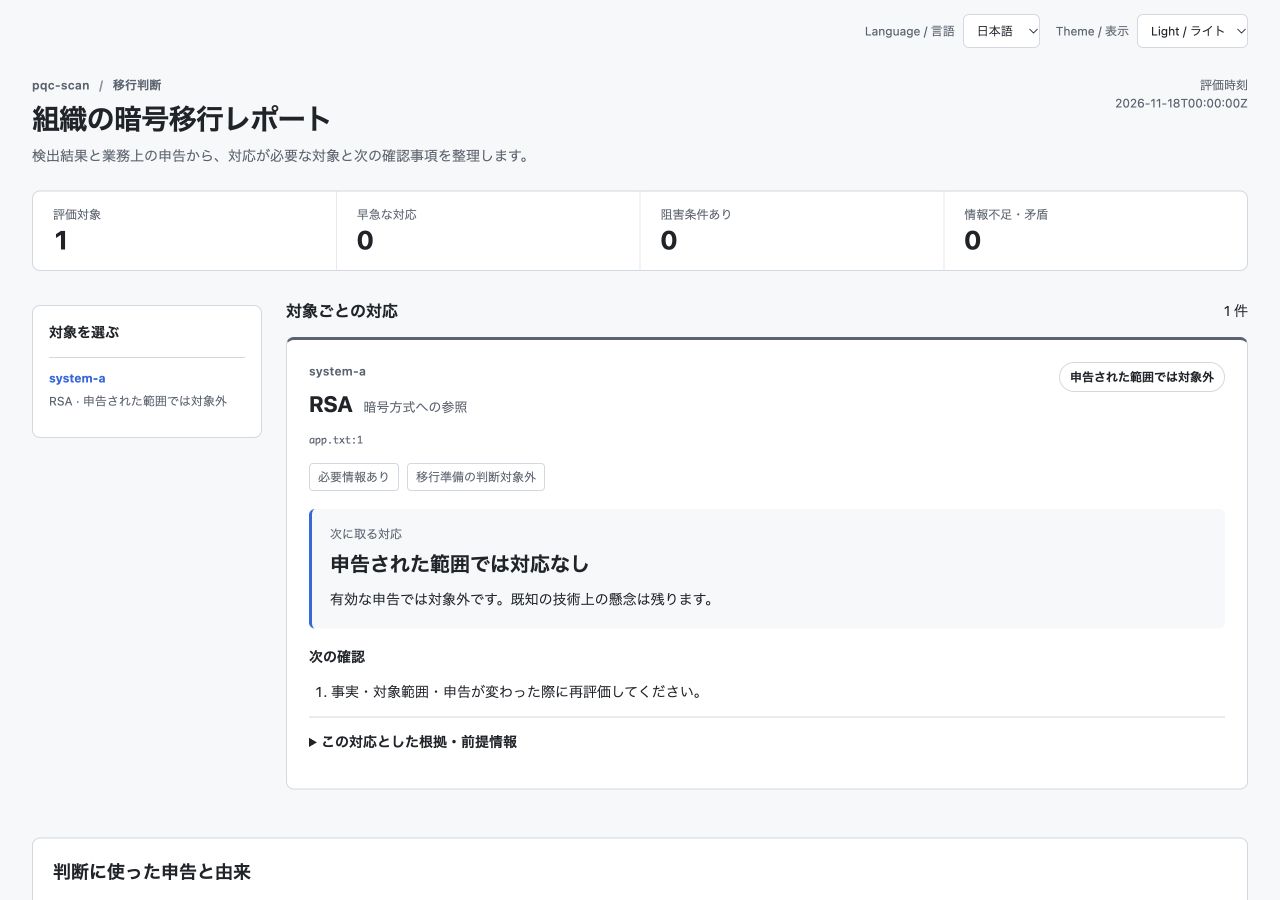 Language / 言語 日本語 Theme / 表示 Light / ライト
pqc-scan / 移行判断
組織の暗号移行レポート
検出結果と業務上の申告から、対応が必要な対象と次の確認事項を整理します。
評価時刻
2026-11-18T00:00:00Z
評価対象
1
早急な対応
0
阻害条件あり
0
情報不足・矛盾
0
対象を選ぶ
system-a
RSA · 申告された範囲では対象外
対象ごとの対応
1 件
system-a
申告された範囲では対象外
RSA 暗号方式への参照
app.txt:1
必要情報あり 移行準備の判断対象外
次に取る対応
申告された範囲では対応なし
有効な申告では対象外です。既知の技術上の懸念は残ります。
次の確認
1. 事実・対象範囲・申告が変わった際に再評価してください。
▶ この対応とした根拠・前提情報
判断に使った申告と由来